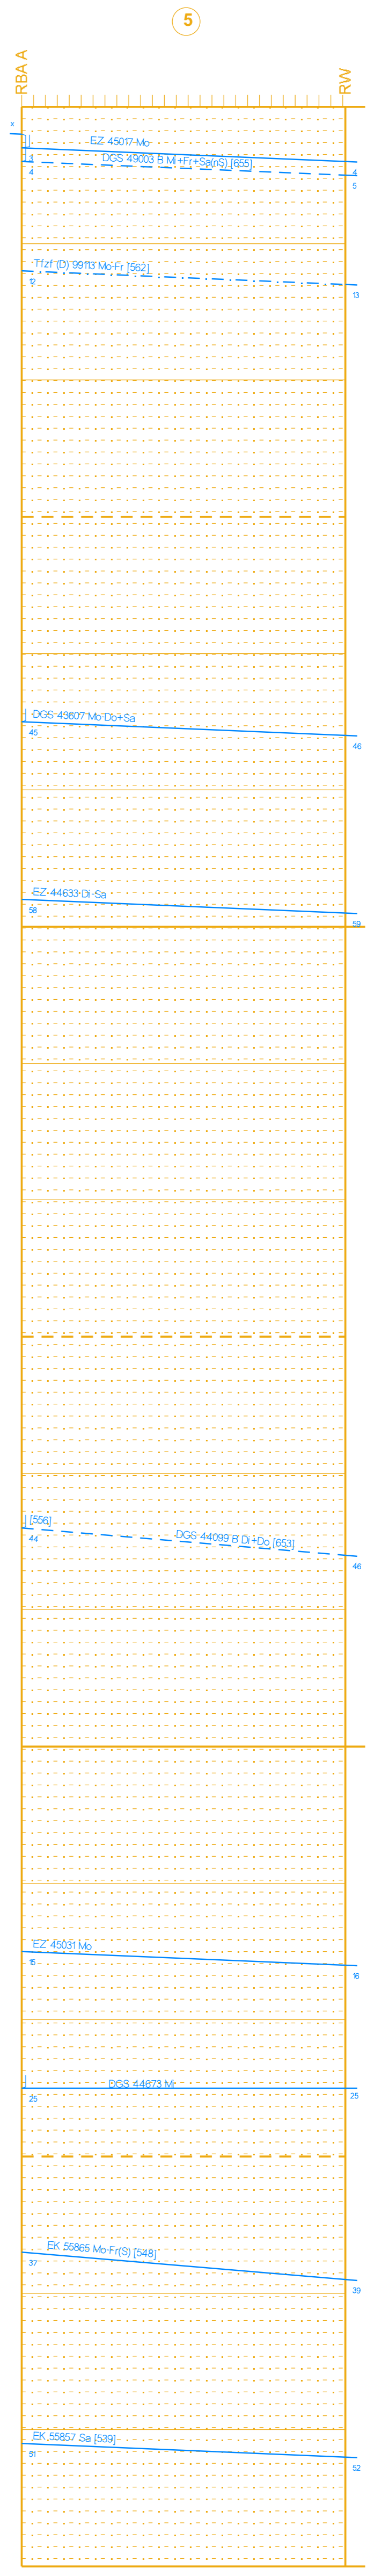 5
RBA A
RW
x
EZ 45017 Mo
3
4
DGS 49003 B Mi+Fr+Sa(nS) [655]
4
5
Tfzf (D) 99113 Mo-Fr [562]
12
13
DGS 43607 Mo-Do+Sa
45
46
EZ 44633 Di-Sa
58
59
[556]
DGS 44099 B Di+Do [653]
44
46
EZ 45031 Mo
15
16
DGS 44673 Mi
25
25
EK 55865 Mo-Fr(S) [548]
37
39
EK 55857 Sa [539]
51
52